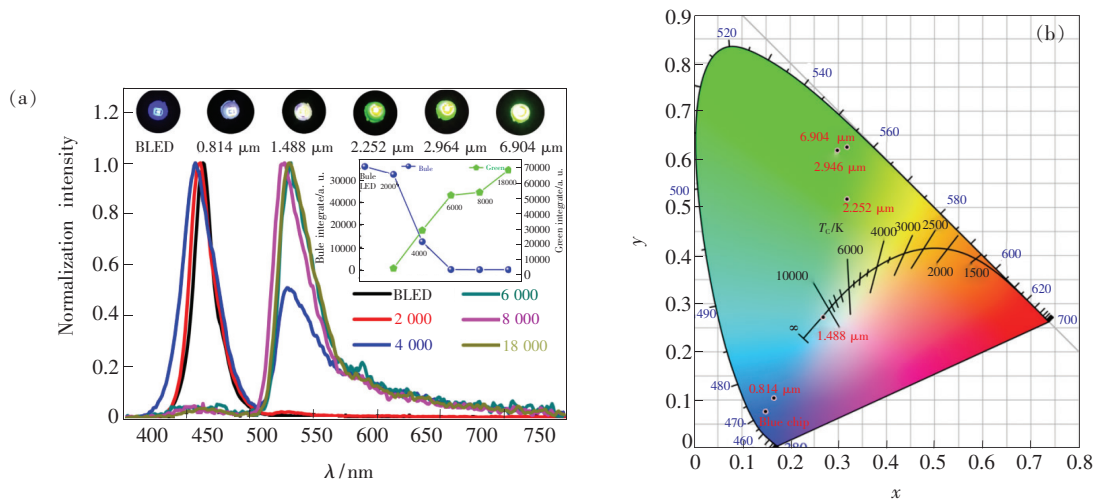 (a)
Normalization intensity
1.2
1.0
0.8
0.6
0.4
0.2
0
BLED 0.814 μm 1.488 μm 2.252 μm 2.964 μm 6.904 μm
Bule Green
Bule integrate/a. u.
30000
40000
20000
10000
0
Green integrate/a. u.
70000
60000
50000
40000
30000
20000
10000
0
Bule
LED
2000
4000
6000
8000
18000
BLED 6 000
2 000 8 000
4 000 18 000
400 450 500 550 600 650 700 750
λ/nm
(b)
y
0.9
0.8
0.7
0.6
0.5
0.4
0.3
0.2
0.1
0
520
540
560
580
600
620
700
500
490
480
470
460
6.904 μm
2.946 μm
2.252 μm
TC/K
10000
6000
4000
3000
2500
2000
1500
∞
1.488 μm
0.814 μm
0 0.1 0.2 0.3 0.4 0.5 0.6 0.7 0.8
x